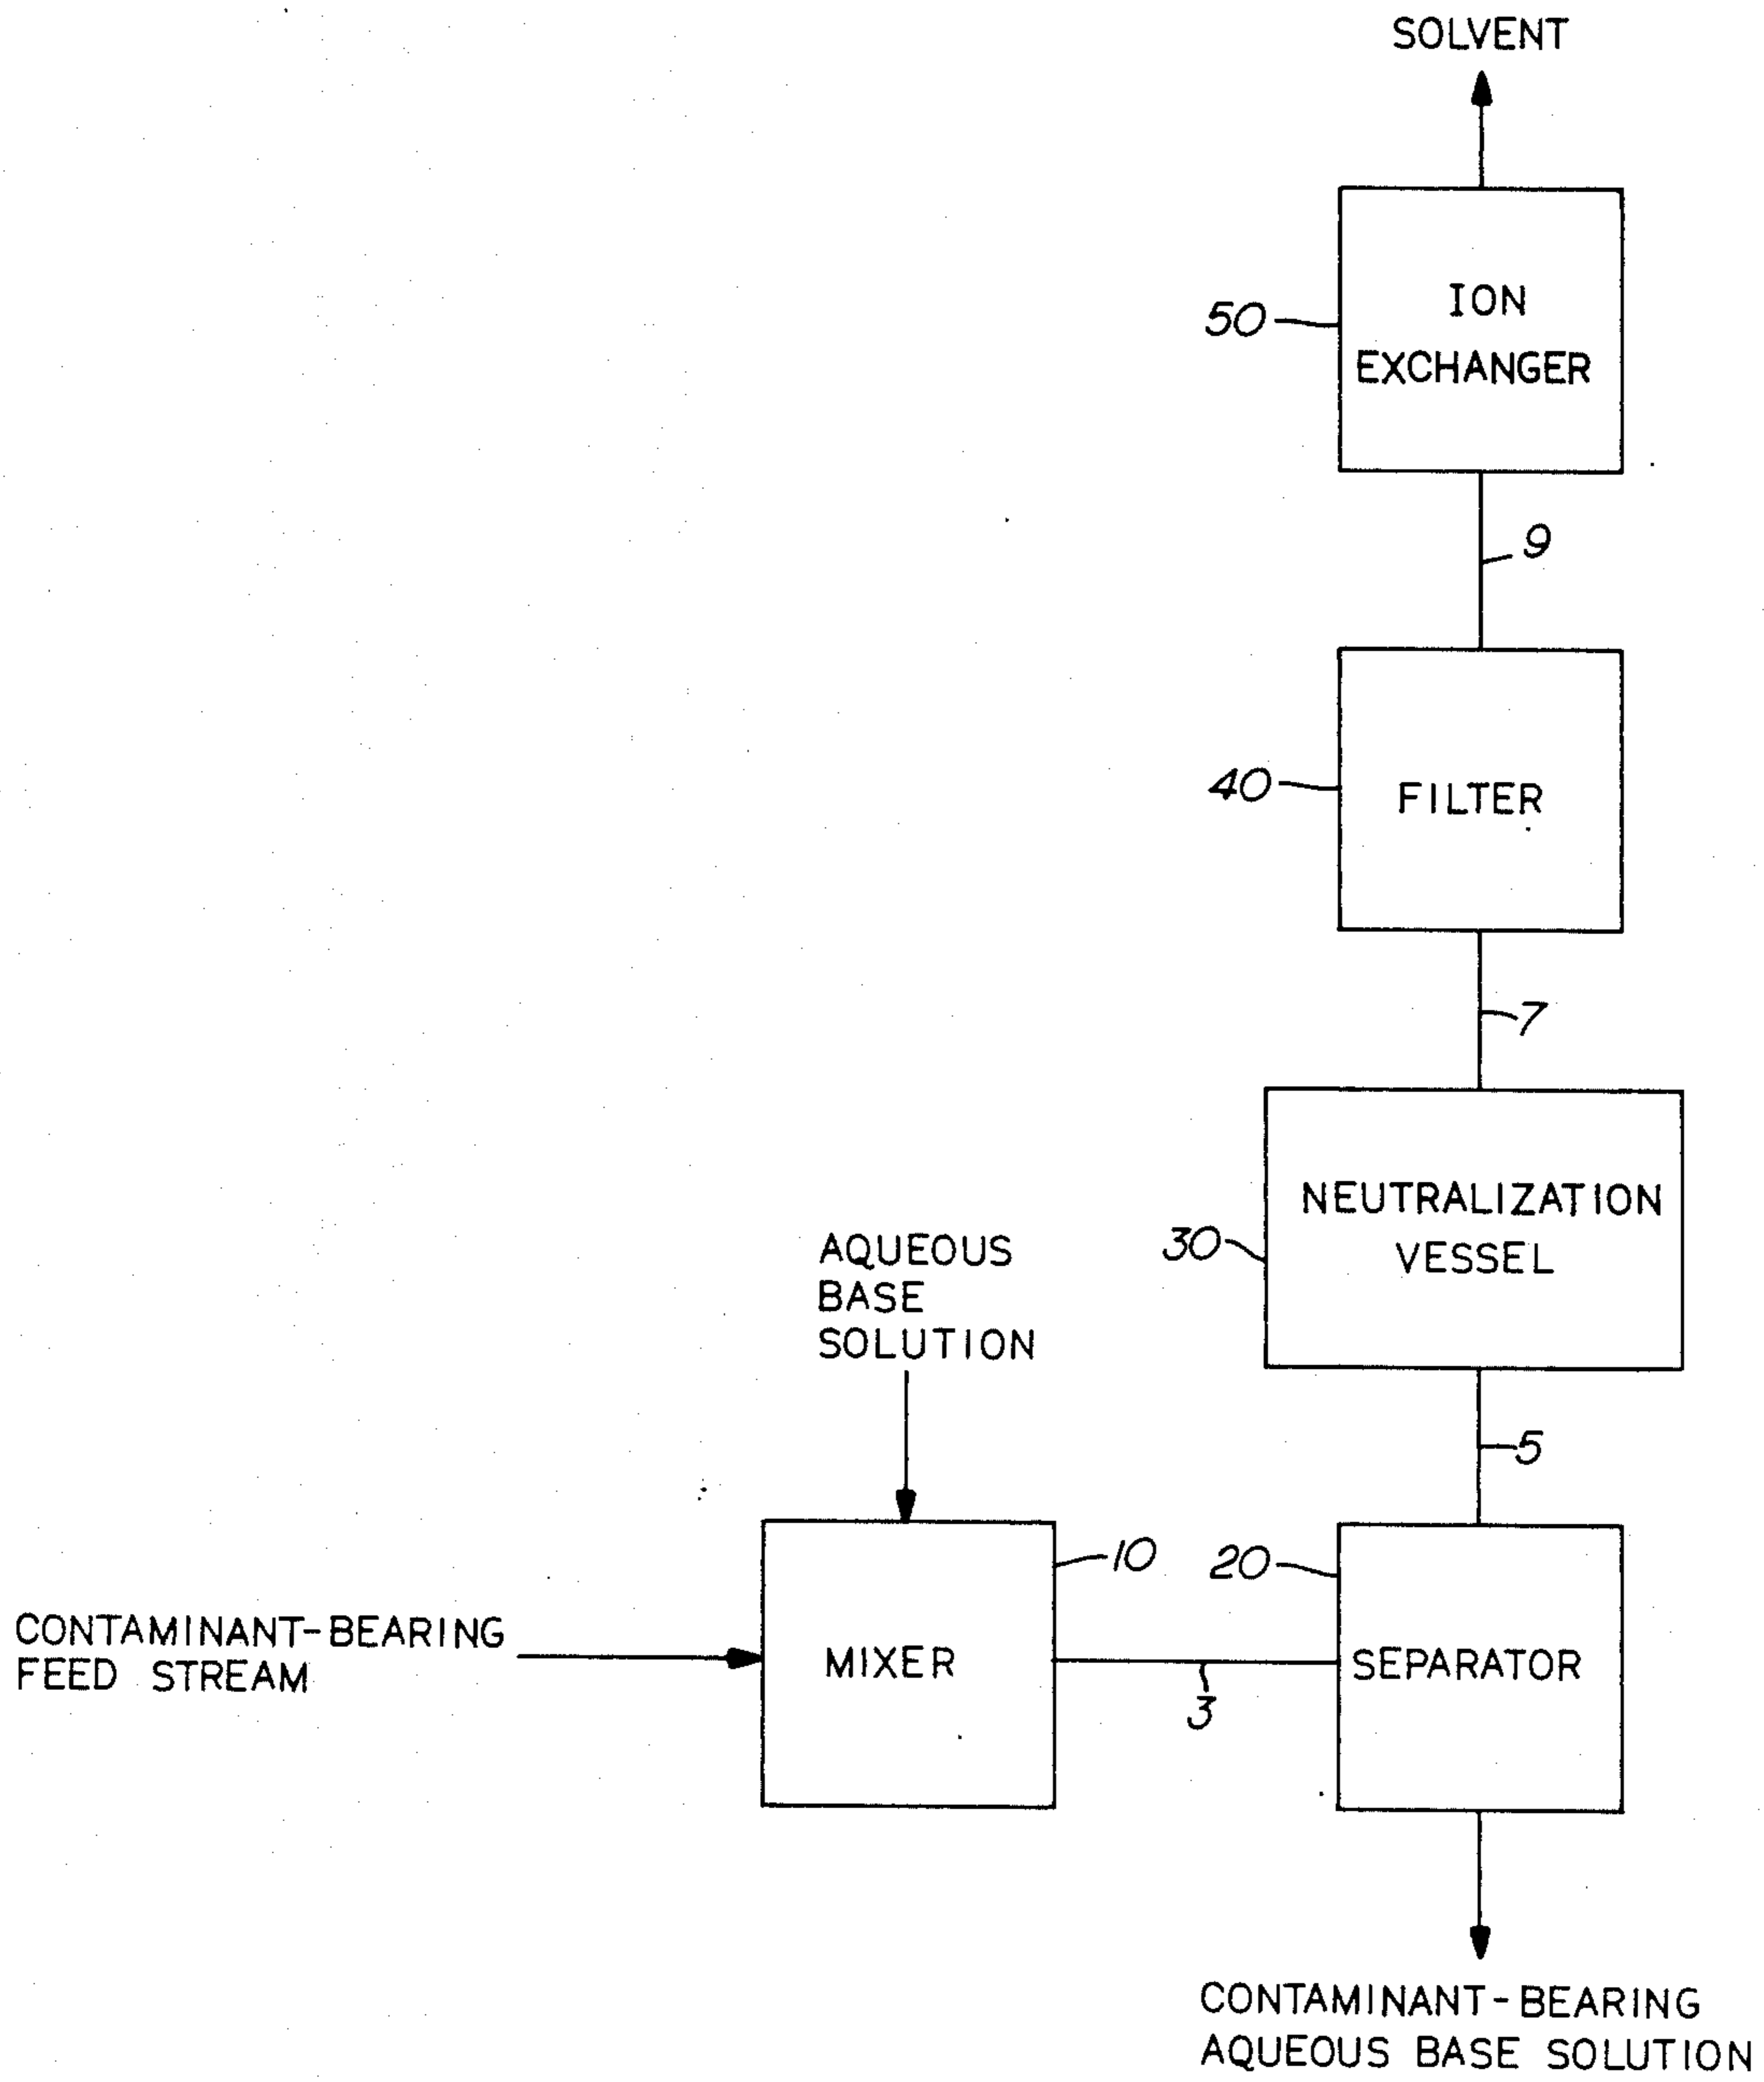 SOLVENT
50
ION
EXCHANGER
9
40
FILTER
7
30
NEUTRALIZATION
VESSEL
AQUEOUS
BASE
SOLUTION
5
10
20
CONTAMINANT-BEARING
FEED STREAM
MIXER
3
SEPARATOR
CONTAMINANT-BEARING
AQUEOUS BASE SOLUTION